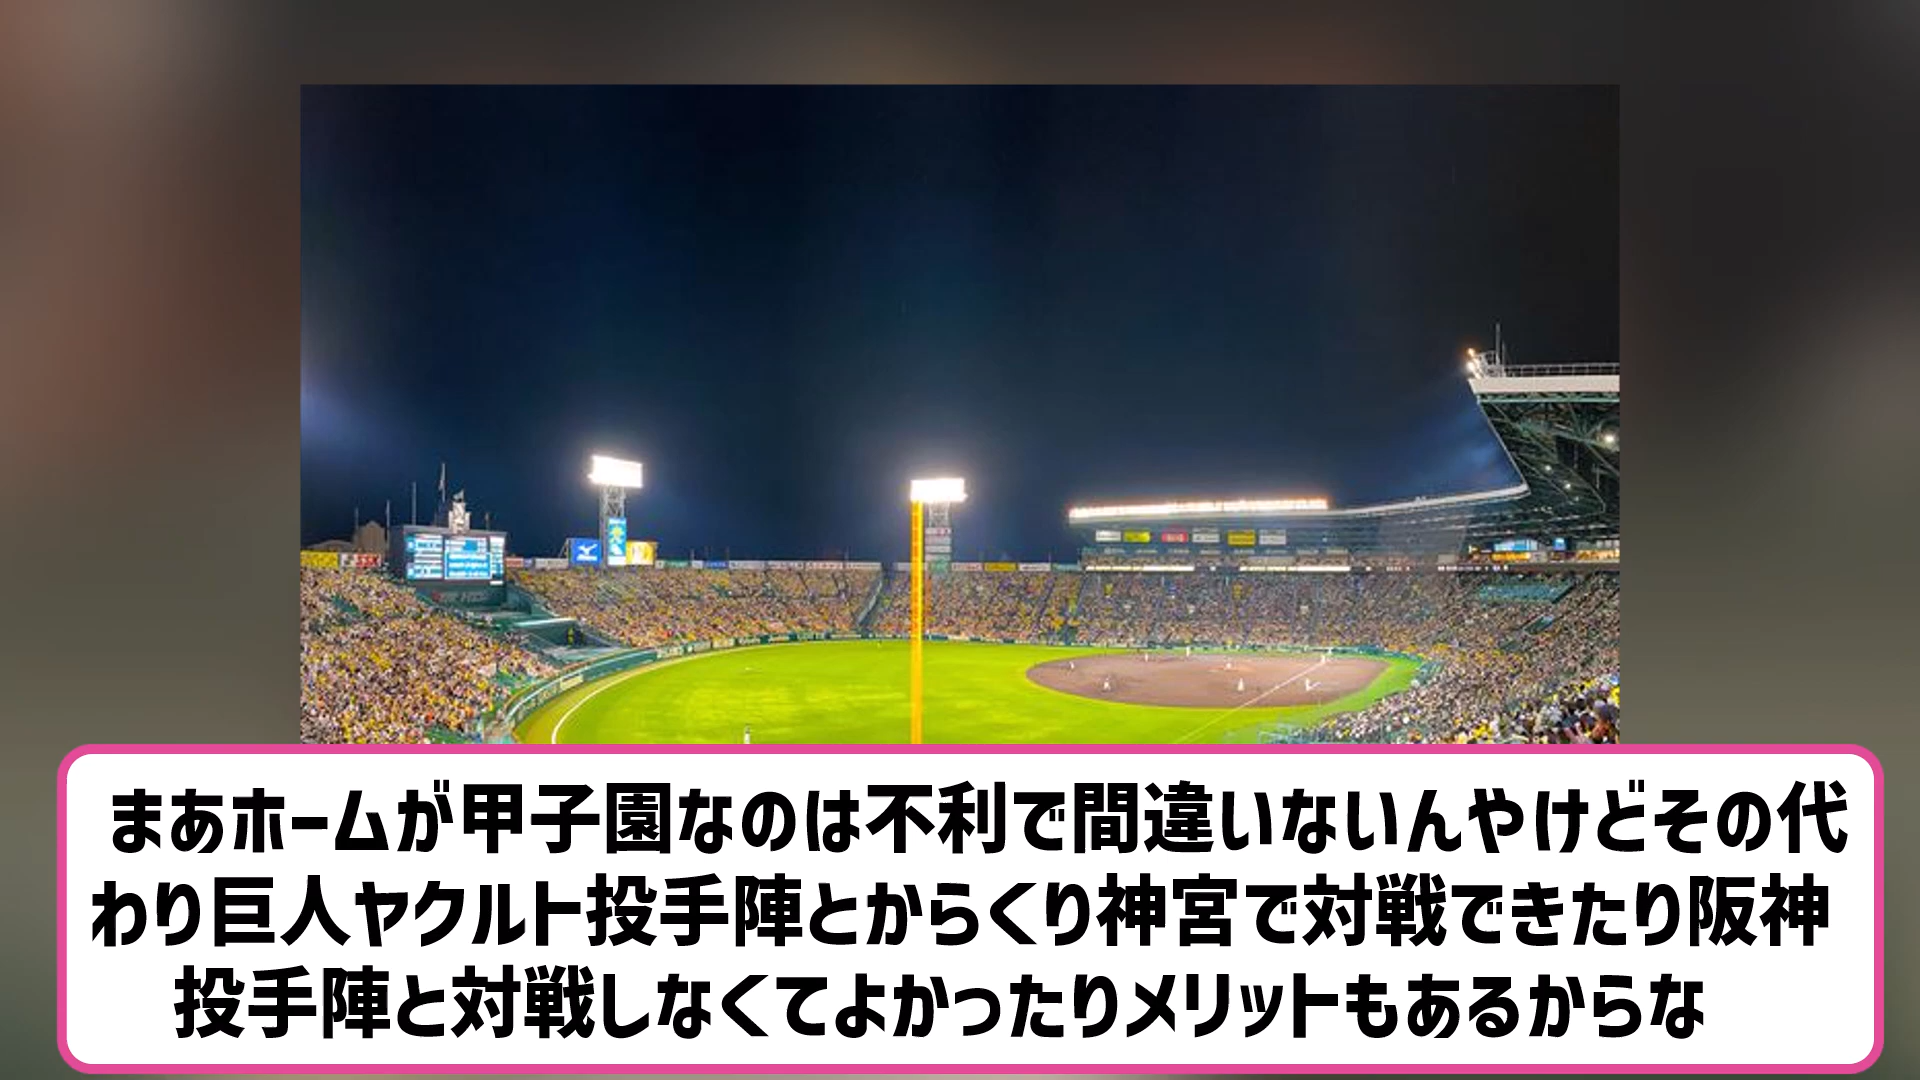 まあホームが甲子園なのは不利で間違いないんやけどその代
わり巨人ヤクルト投手陣とからくり神宮で対戦できたり阪神
投手陣と対戦しなくてよかったりメリットもあるからな